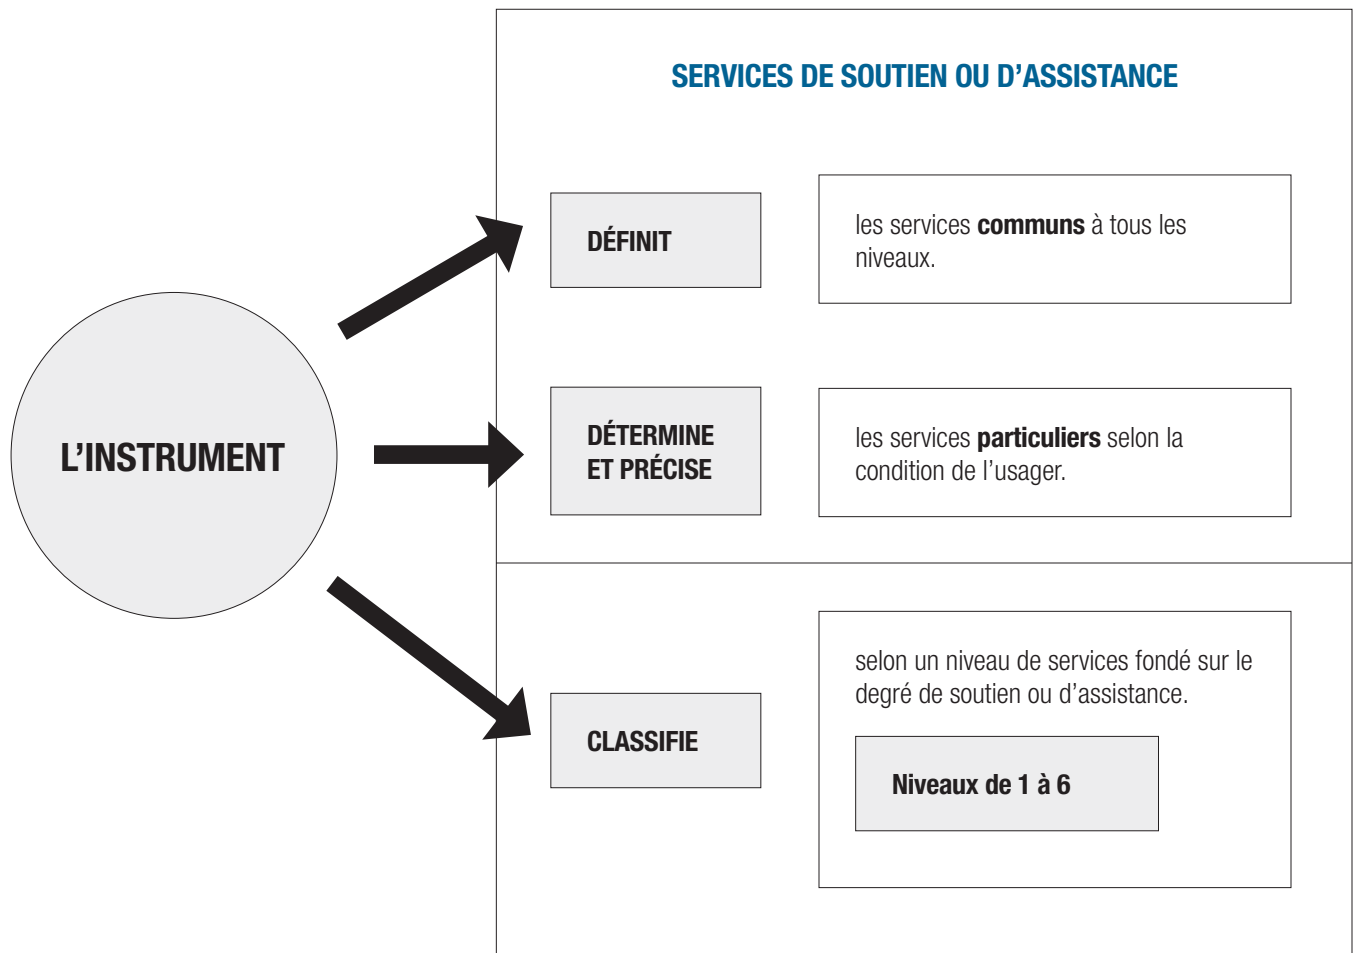 SERVICES DE SOUTIEN OU D’ASSISTANCE
L’INSTRUMENT
DÉFINIT
les services communs à tous les
niveaux.
DÉTERMINE
ET PRÉCISE
les services particuliers selon la
condition de l’usager.
CLASSIFIE
selon un niveau de services fondé sur le
degré de soutien ou d’assistance.
Niveaux de 1 à 6